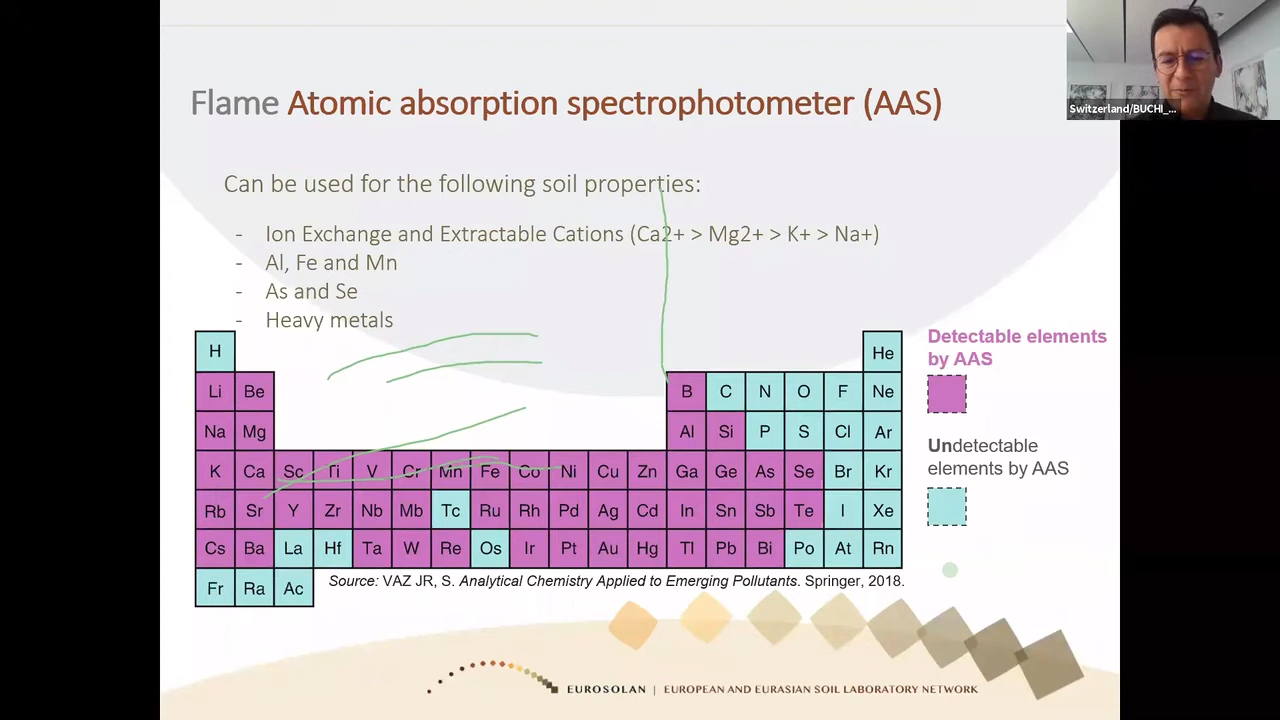 Switzerland/BUCHI_...
Flame Atomic absorption spectrophotometer (AAS)
Can be used for the following soil properties:
- Ion Exchange and Extractable Cations (Ca2+ > Mg2+ > K+ > Na+)
- Al, Fe and Mn
- As and Se
- Heavy metals
H He
Li Be B C N O F Ne
Na Mg Al Si P S Cl Ar
K Ca Sc Ti V Cr Mn Fe Co Ni Cu Zn Ga Ge As Se Br Kr
Rb Sr Y Zr Nb Mb Tc Ru Rh Pd Ag Cd In Sn Sb Te I Xe
Cs Ba La Hf Ta W Re Os Ir Pt Au Hg Tl Pb Bi Po At Rn
Fr Ra Ac
Detectable elements
by AAS
Undetectable
elements by AAS
Source: VAZ JR, S. Analytical Chemistry Applied to Emerging Pollutants. Springer, 2018.
EUROSOLAN | EUROPEAN AND EURASIAN SOIL LABORATORY NETWORK